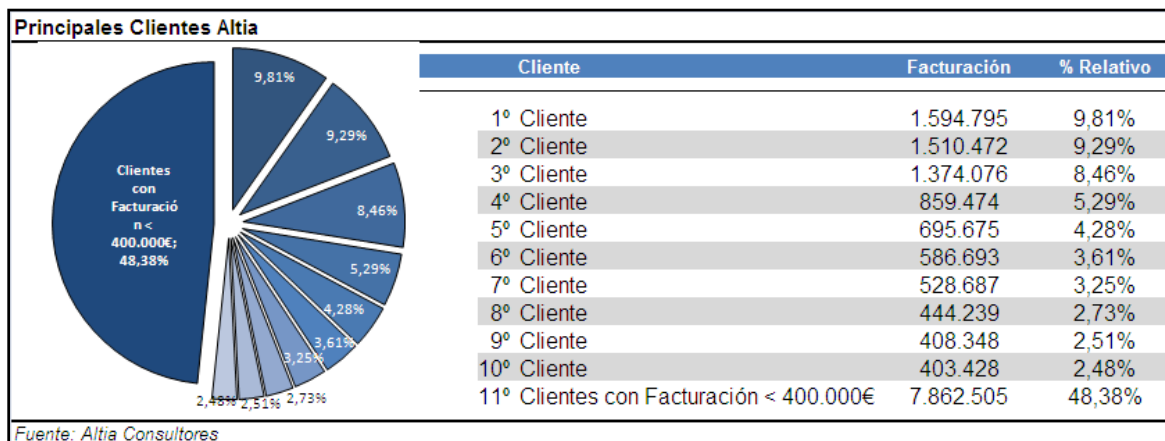 Principales Clientes Altia
9,81%
9,29%
8,46%
5,29%
4,28%
3,61%
3,25%
2,73%
2,51%
2,48%
Clientes
con
Facturació
n <
400.000€;
48,38%
Cliente Facturación % Relativo
1º Cliente 1.594.795 9,81%
2º Cliente 1.510.472 9,29%
3º Cliente 1.374.076 8,46%
4º Cliente 859.474 5,29%
5º Cliente 695.675 4,28%
6º Cliente 586.693 3,61%
7º Cliente 528.687 3,25%
8º Cliente 444.239 2,73%
9º Cliente 408.348 2,51%
10º Cliente 403.428 2,48%
11º Clientes con Facturación < 400.000€ 7.862.505 48,38%
Fuente: Altia Consultores